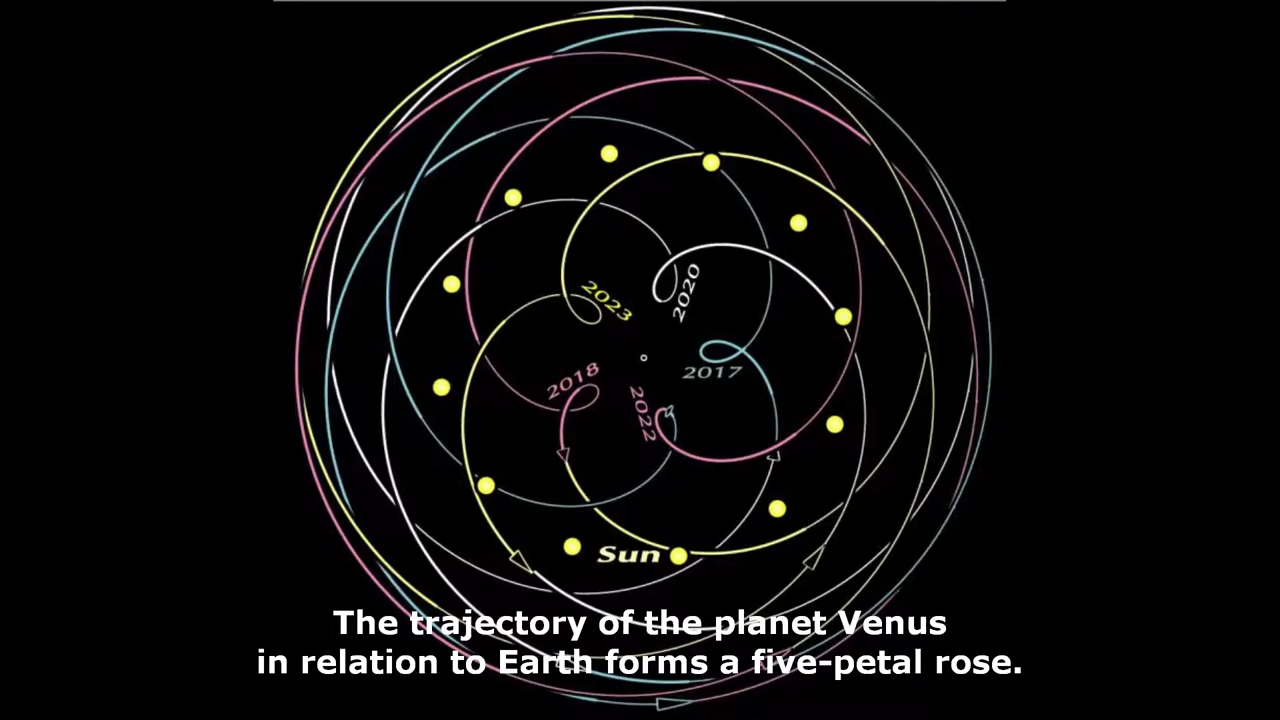 2023
2020
2017
2018
2022
Sun
The trajectory of the planet Venus
in relation to Earth forms a five-petal rose.